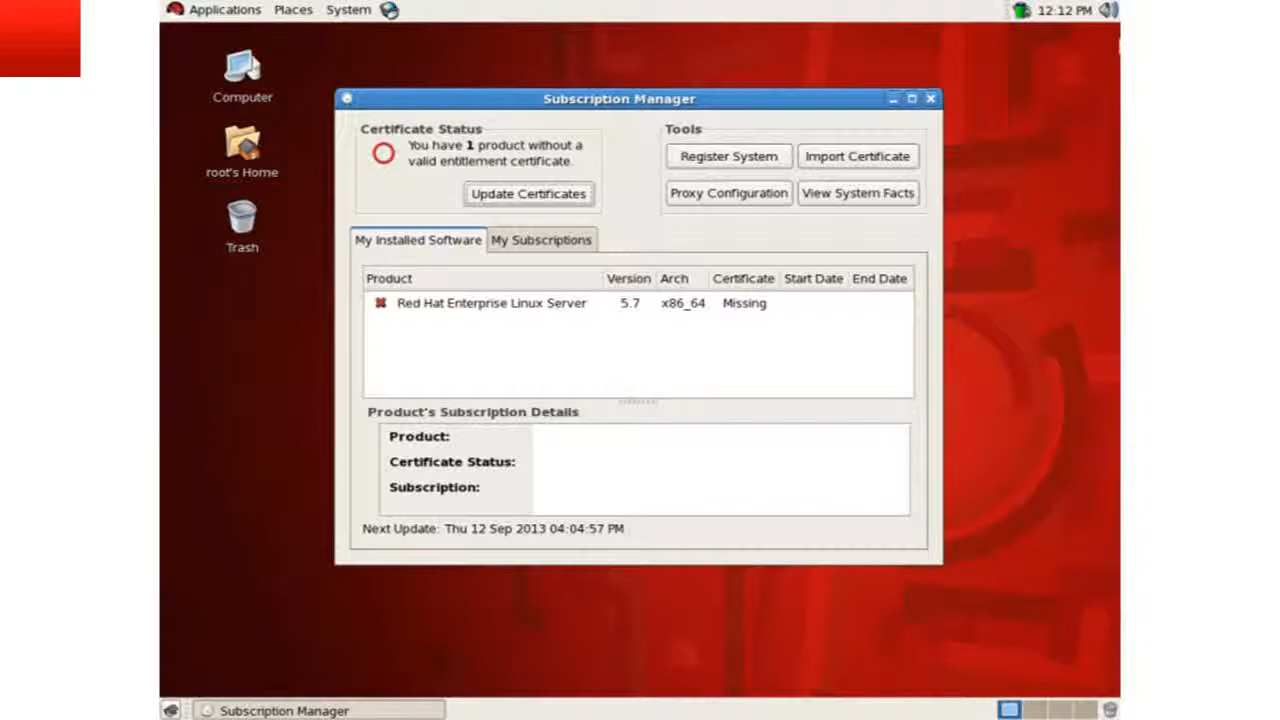 Applications Places System 12:12 PM
Computer
root's Home
Trash
Subscription Manager
Certificate Status
You have 1 product without a
valid entitlement certificate.
Update Certificates
Tools
Register System Import Certificate
Proxy Configuration View System Facts
My Installed Software My Subscriptions
Product Version Arch Certificate Start Date End Date
Red Hat Enterprise Linux Server 5.7 x86_64 Missing
Product's Subscription Details
Product:
Certificate Status:
Subscription:
Next Update: Thu 12 Sep 2013 04:04:57 PM
Subscription Manager